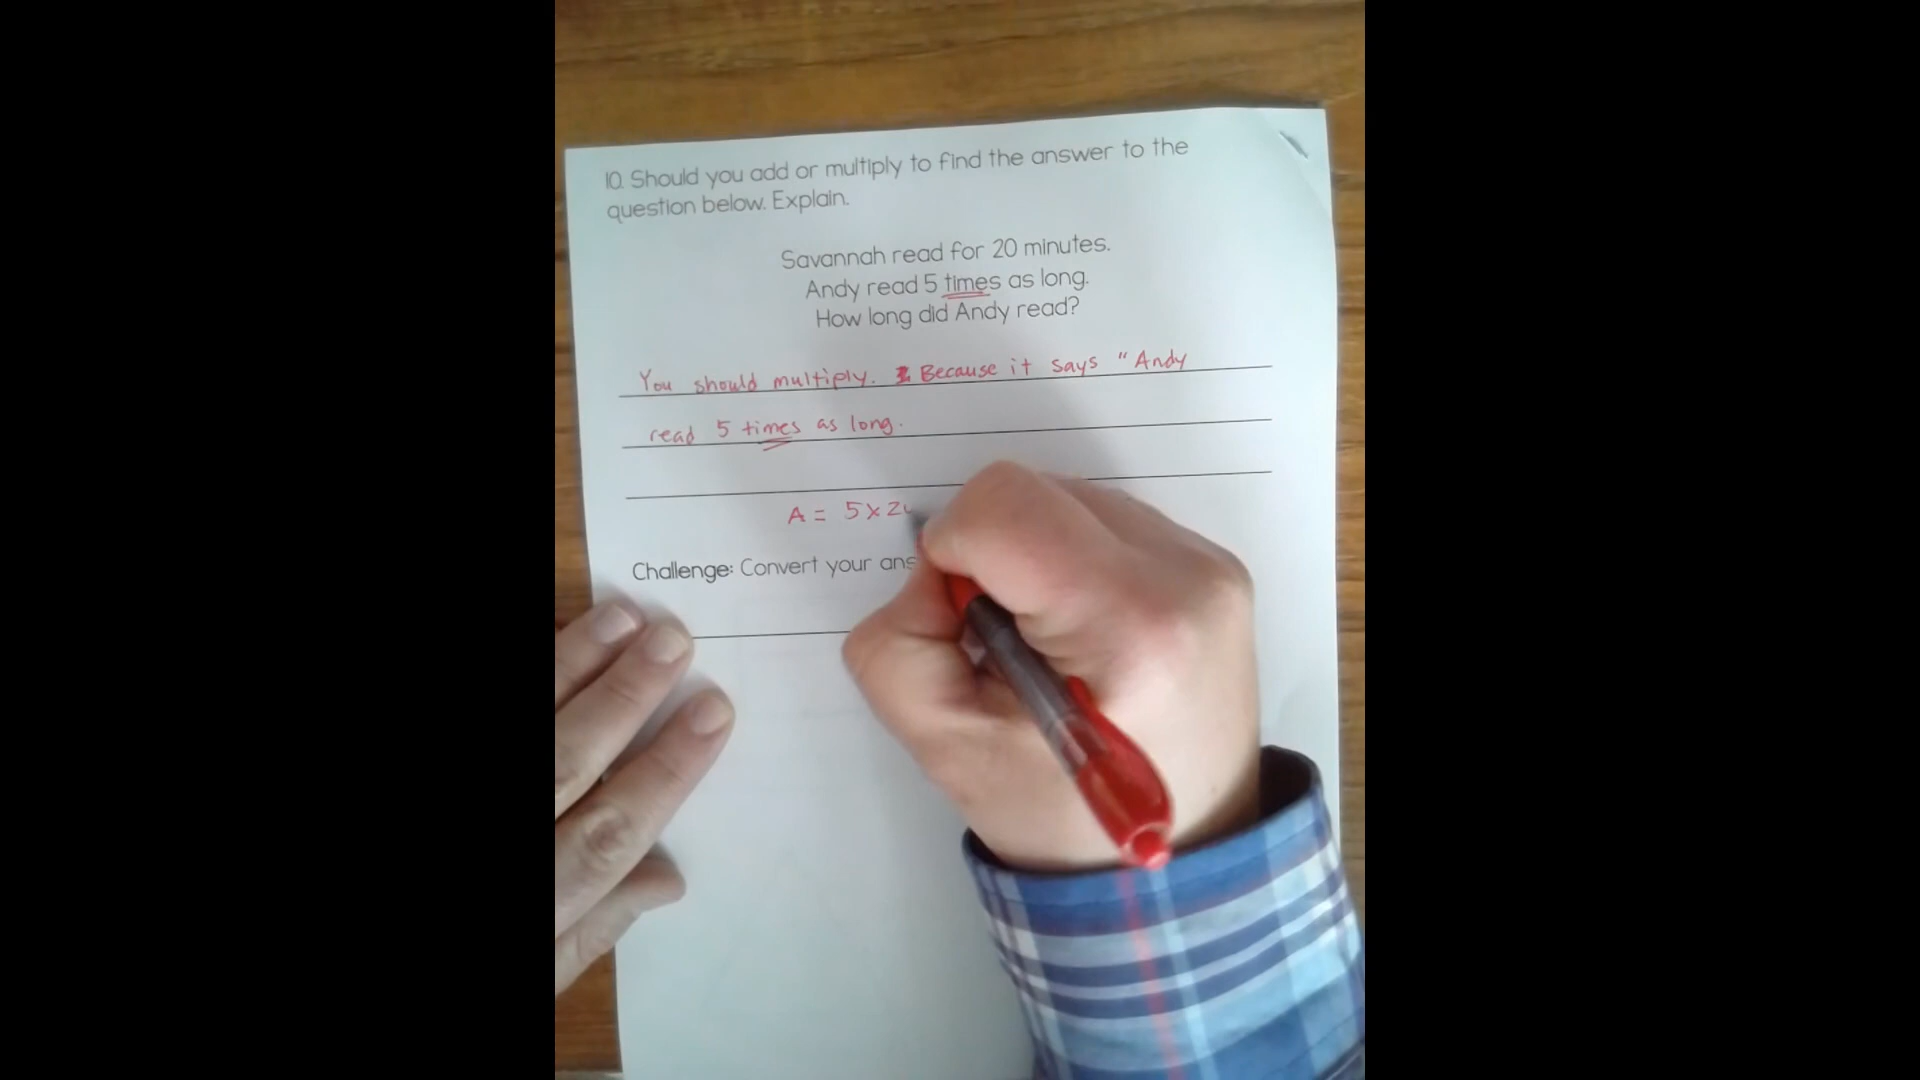 10. Should you add or multiply to find the answer to the
question below. Explain.
Savannah read for 20 minutes.
Andy read 5 times as long.
How long did Andy read?
You should multiply. Because it says "Andy
read 5 times as long.
A = 5x2
Challenge: Convert your